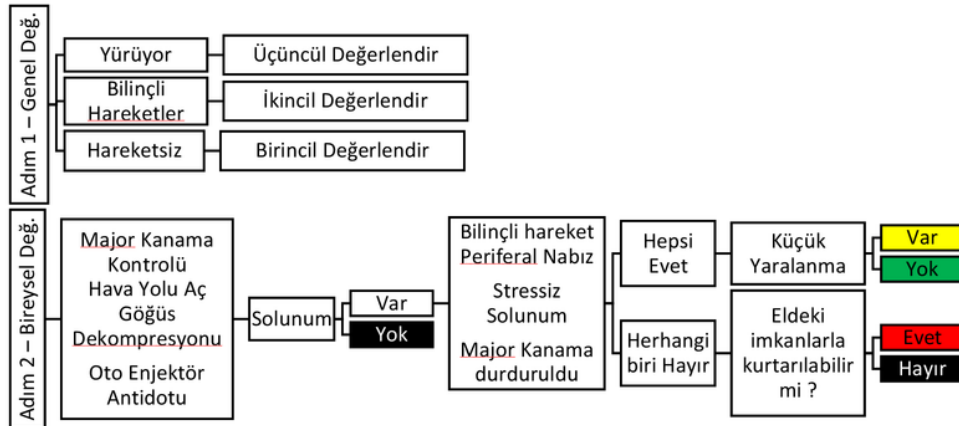 Adım 1 – Genel Değ.
Yürüyor
Üçüncül Değerlendir
Bilinçli
Hareketler
İkincil Değerlendir
Hareketsiz
Birincil Değerlendir
Adım 2 – Bireysel Değ.
Major Kanama
Kontrolü
Hava Yolu Aç
Göğüs
Dekompresyonu
Oto Enjektör
Antidotu
Solunum
Var
Yok
Bilinçli hareket
Periferal Nabız
Stressiz
Solunum
Major Kanama
durduruldu
Hepsi
Evet
Küçük
Yaralanma
Var
Yok
Herhangi
biri Hayır
Eldeki
imkanlarla
kurtarılabilir
mi ?
Evet
Hayır